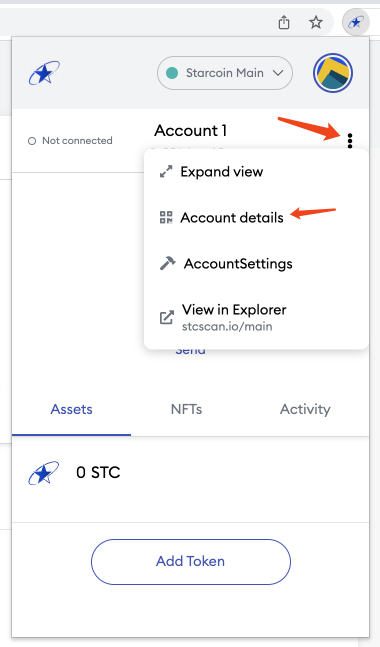 Starcoin Main
Not connected
Account 1
Expand view
Account details
AccountSettings
View in Explorer
stcscan.io/main
Send
Assets
NFTs
Activity
0 STC
Add Token